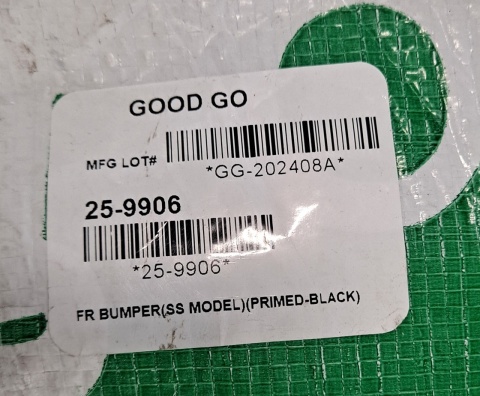 GOOD GO
MFG LOT#
*GG-202408A*
25-9906
*25-9906*
FR BUMPER(SS MODEL)(PRIMED-BLACK)